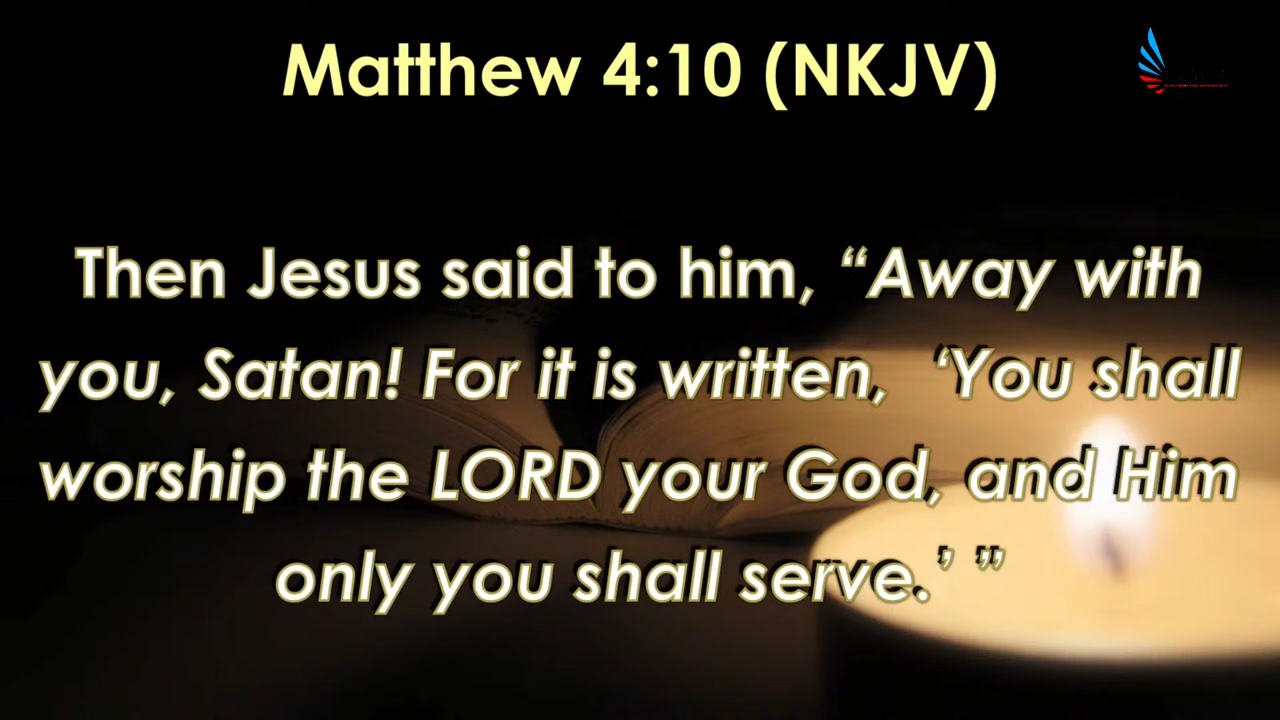 Matthew 4:10 (NKJV)
Then Jesus said to him, “Away with
you, Satan! For it is written, ‘You shall
worship the LORD your God, and Him
only you shall serve.’ ”